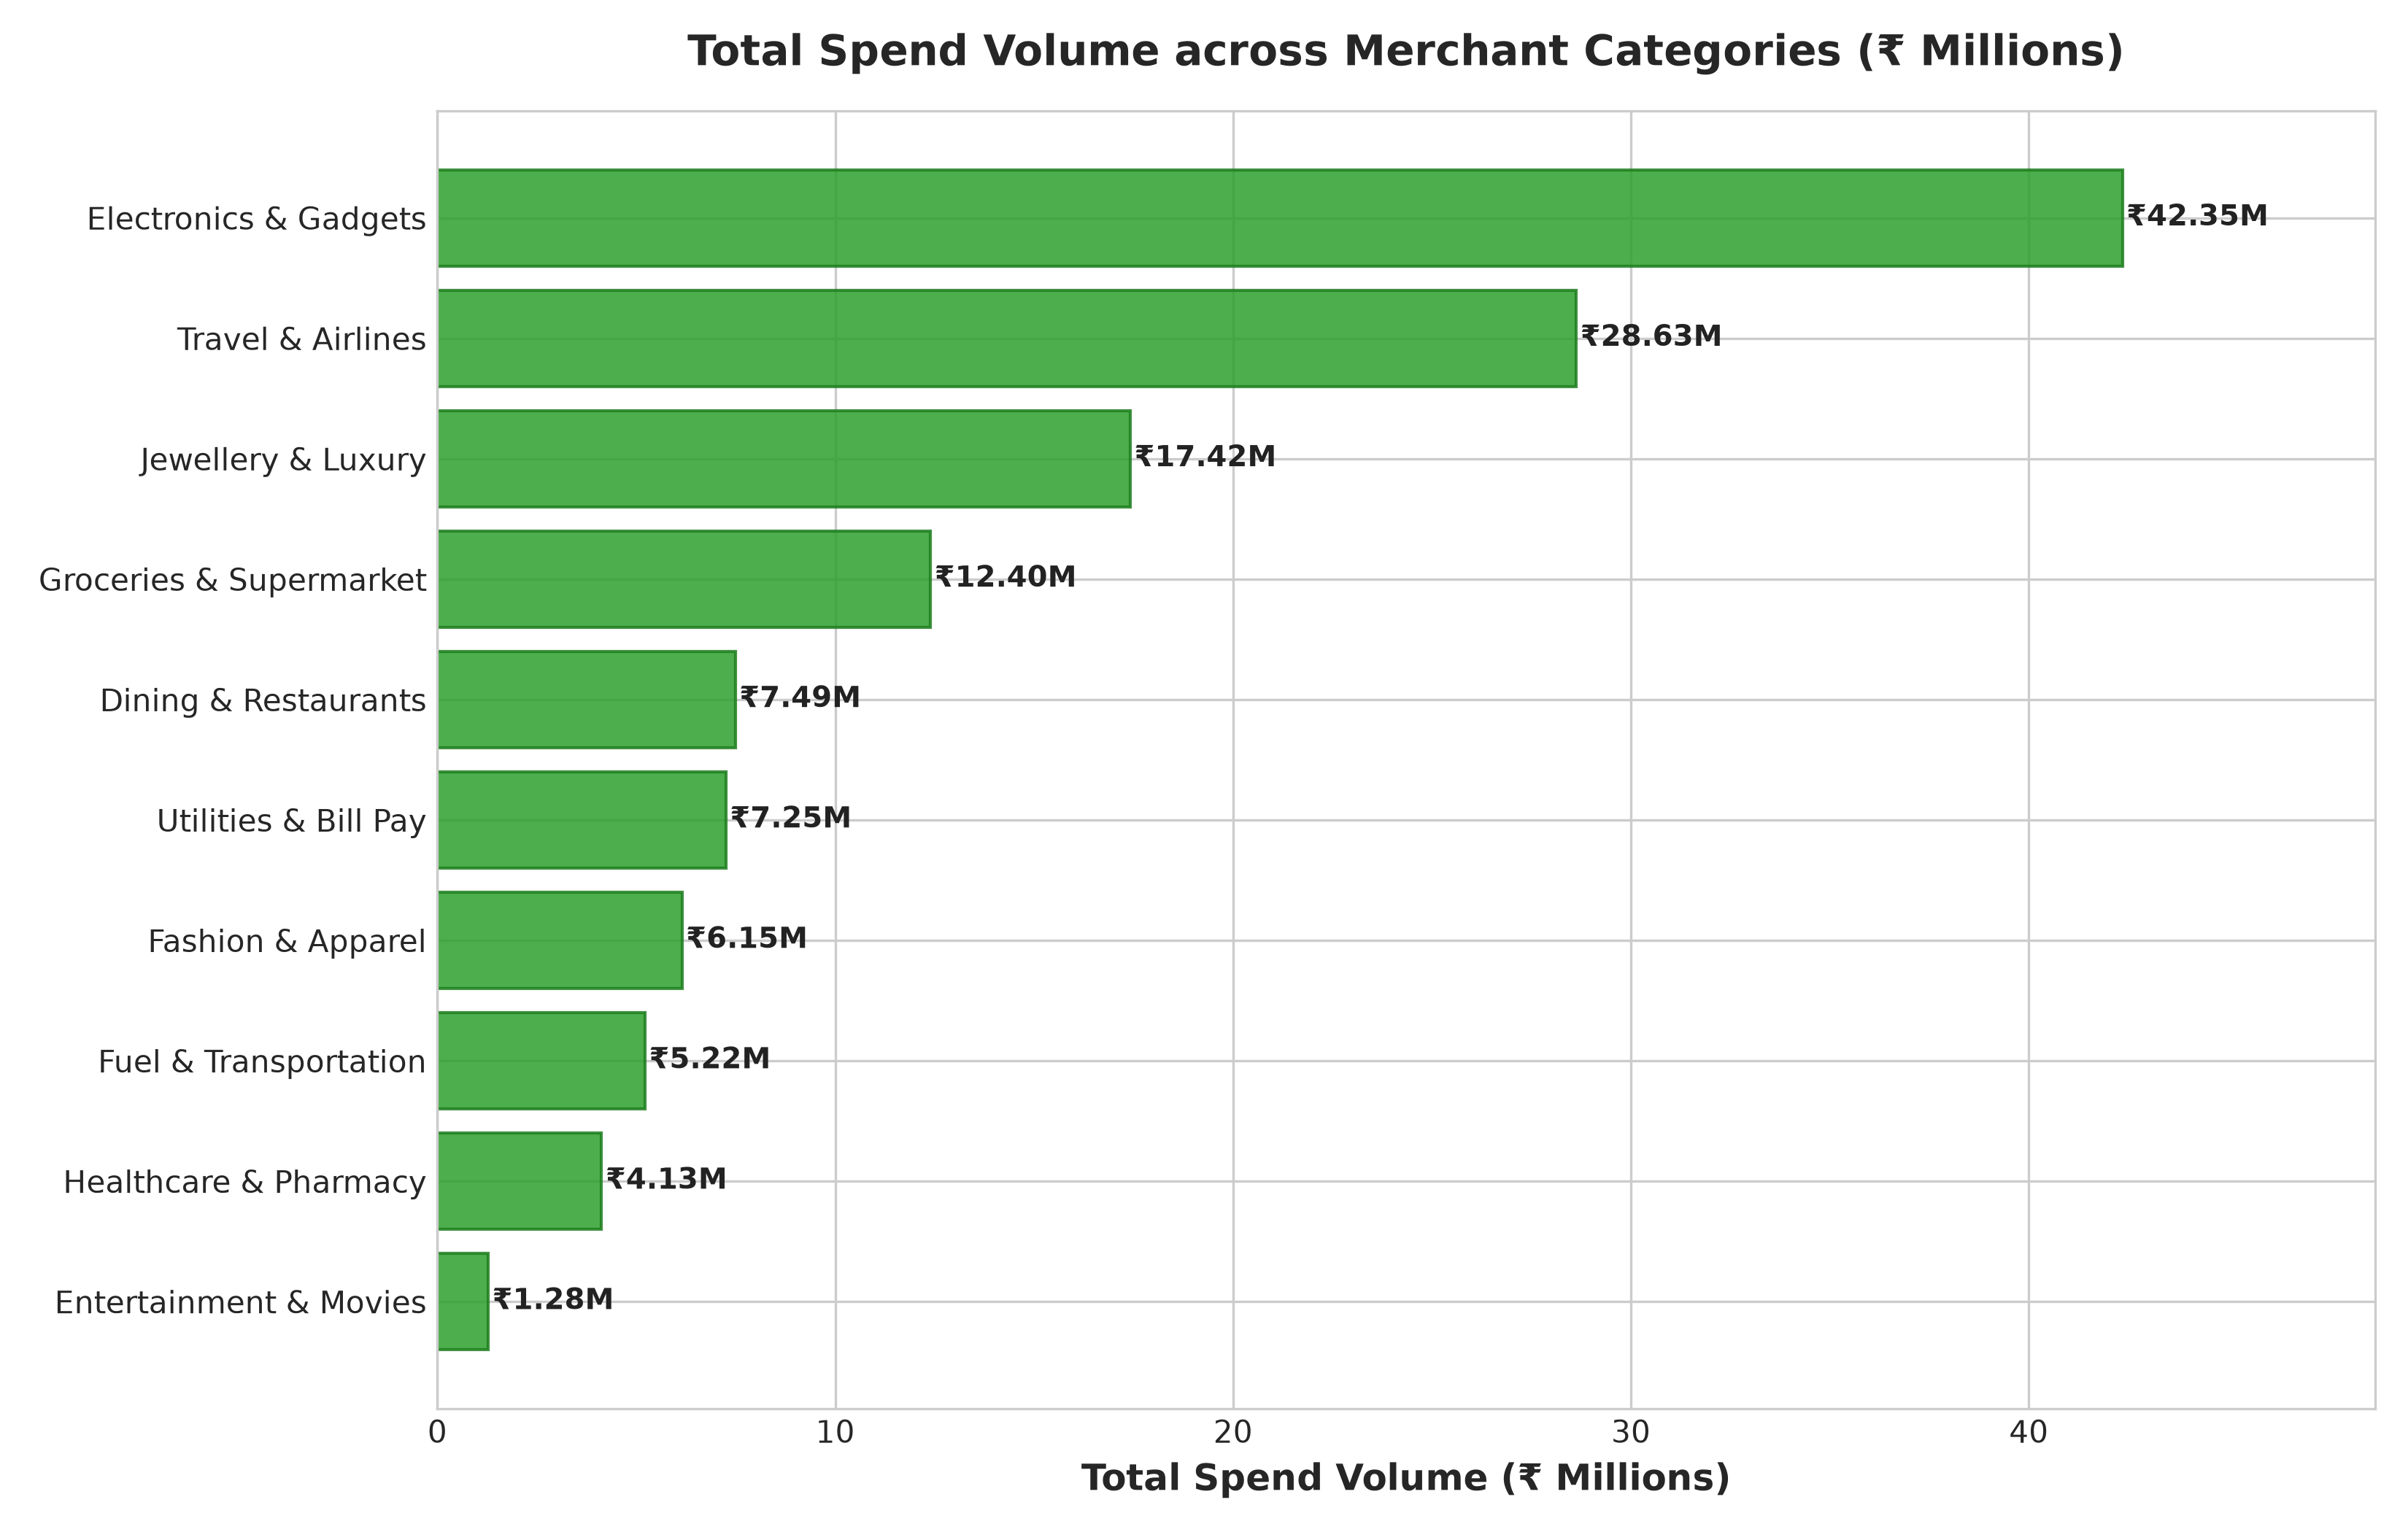 Total Spend Volume across Merchant Categories (₹ Millions)
Electronics & Gadgets ₹42.35M
Travel & Airlines ₹28.63M
Jewellery & Luxury ₹17.42M
Groceries & Supermarket ₹12.40M
Dining & Restaurants ₹7.49M
Utilities & Bill Pay ₹7.25M
Fashion & Apparel ₹6.15M
Fuel & Transportation ₹5.22M
Healthcare & Pharmacy ₹4.13M
Entertainment & Movies ₹1.28M
0 10 20 30 40
Total Spend Volume (₹ Millions)